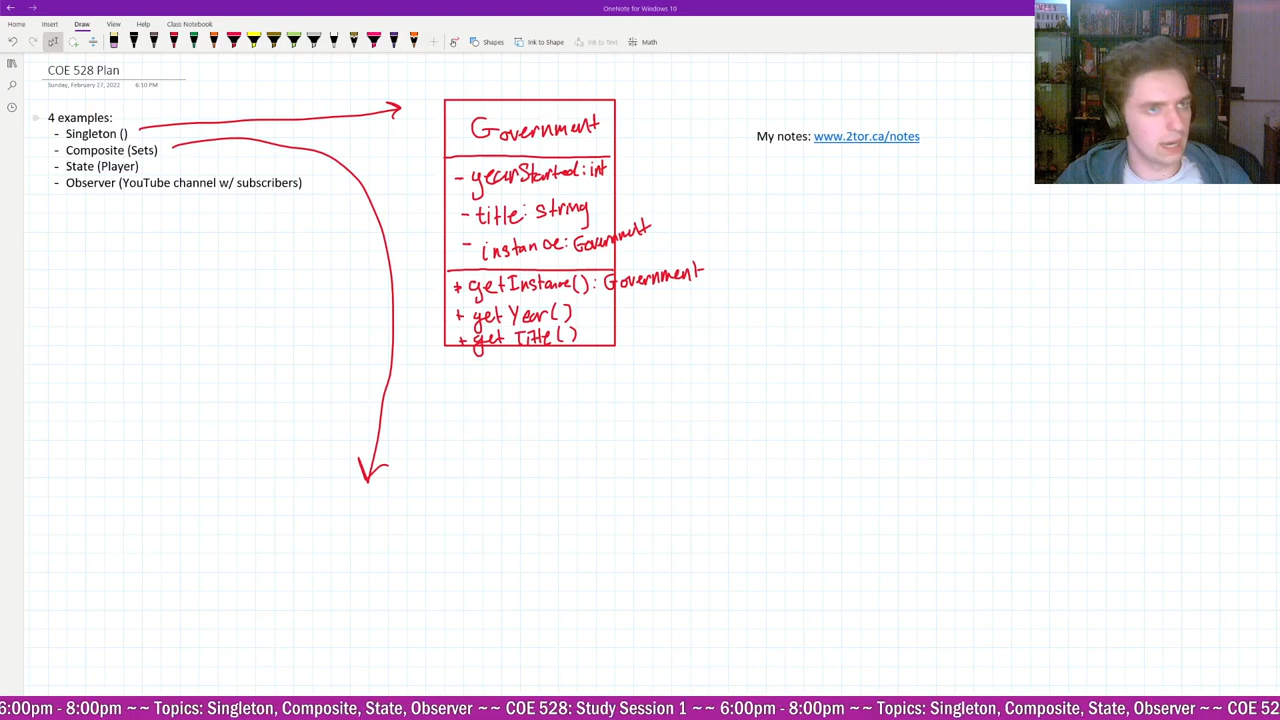 OneNote for Windows 10
Home Insert Draw View Help Class Notebook
Shapes Ink to Shape Ink to Text Math
COE 528 Plan
Sunday, February 27, 2022 6:10 PM
4 examples:
- Singleton ()
- Composite (Sets)
- State (Player)
- Observer (YouTube channel w/ subscribers)
Government
- yearStarted: int
- title: string
- instance: Government
+ getInstance(): Government
+ getYear()
+ getTitle()
My notes: www.2tor.ca/notes
6:00pm - 8:00pm ~~ Topics: Singleton, Composite, State, Observer ~~ COE 528: Study Session 1 ~~ 6:00pm - 8:00pm ~~ Topics: Singleton, Composite, State, Observer ~~ COE 52